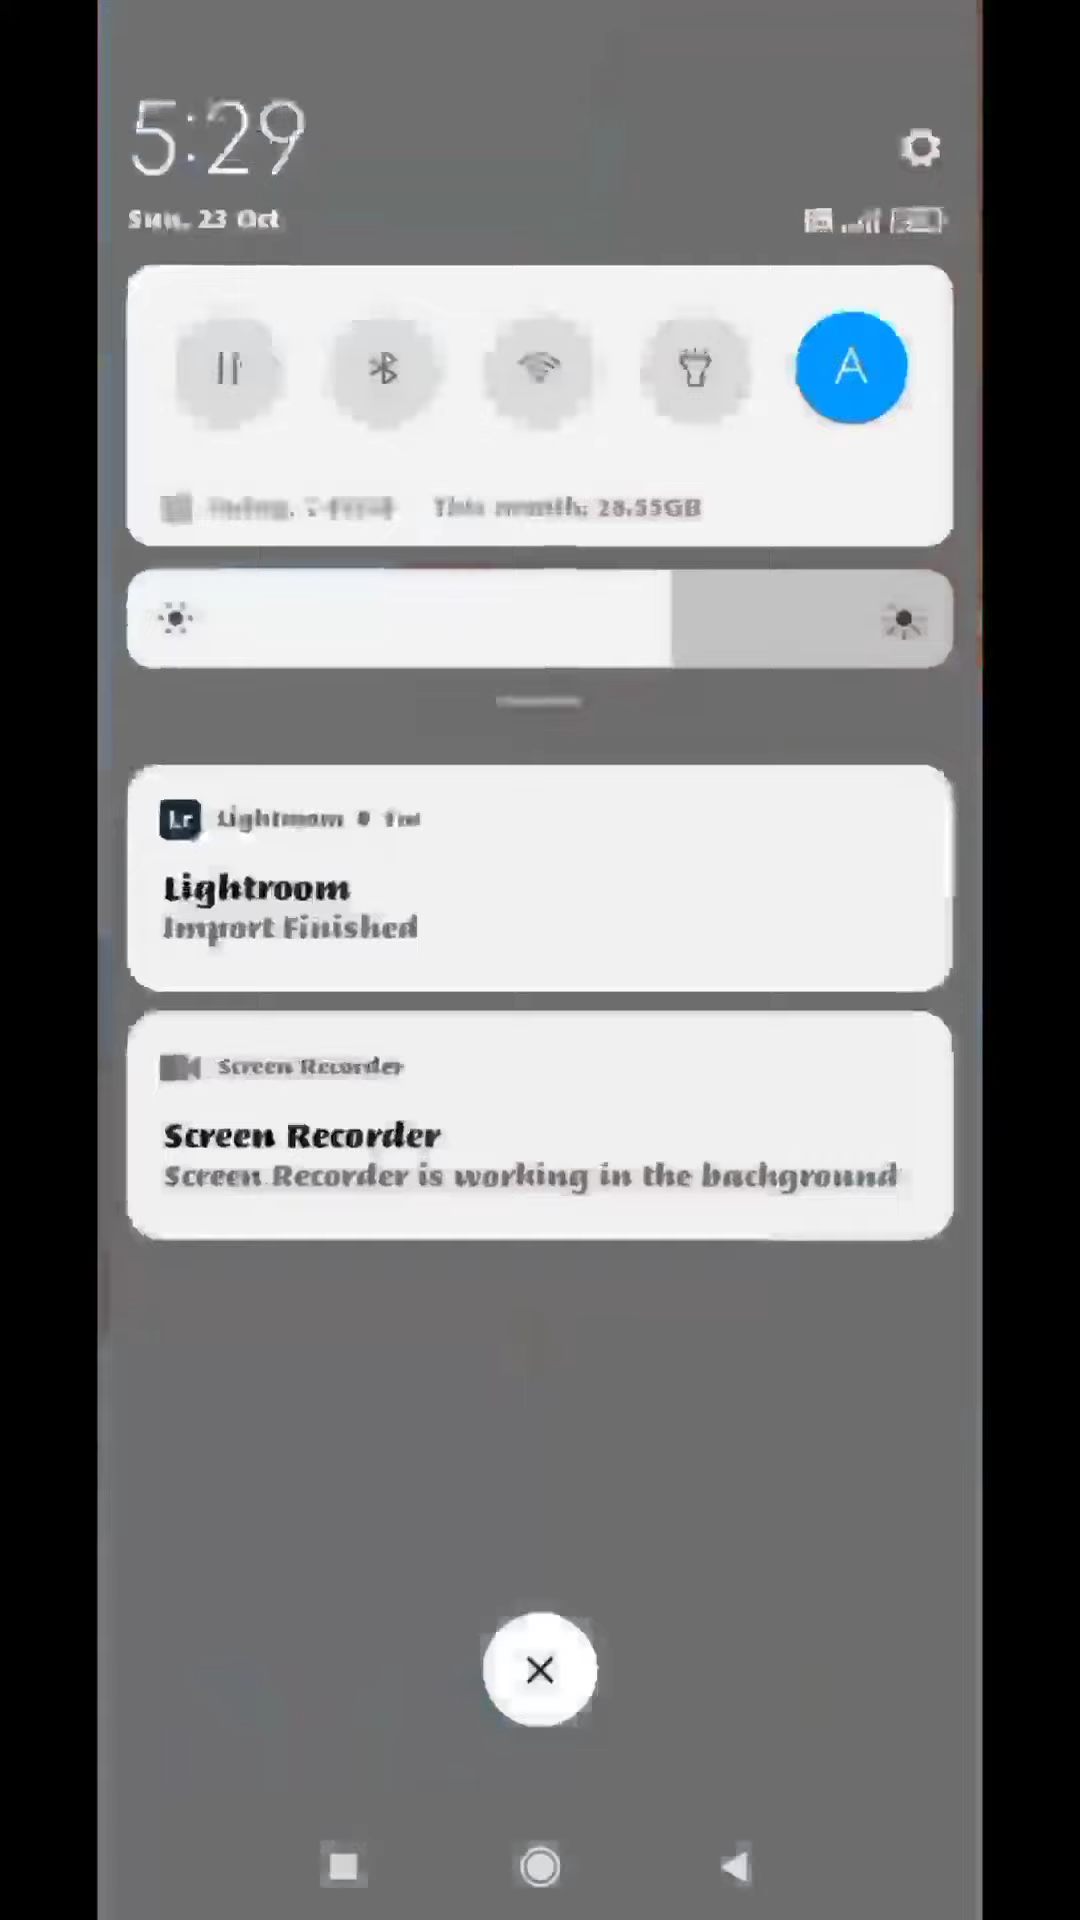 5:29
Sun, 23 Oct
A
This month: 28.55GB
Lr Lightroom
Lightroom
Import Finished
Screen Recorder
Screen Recorder
Screen Recorder is working in the background